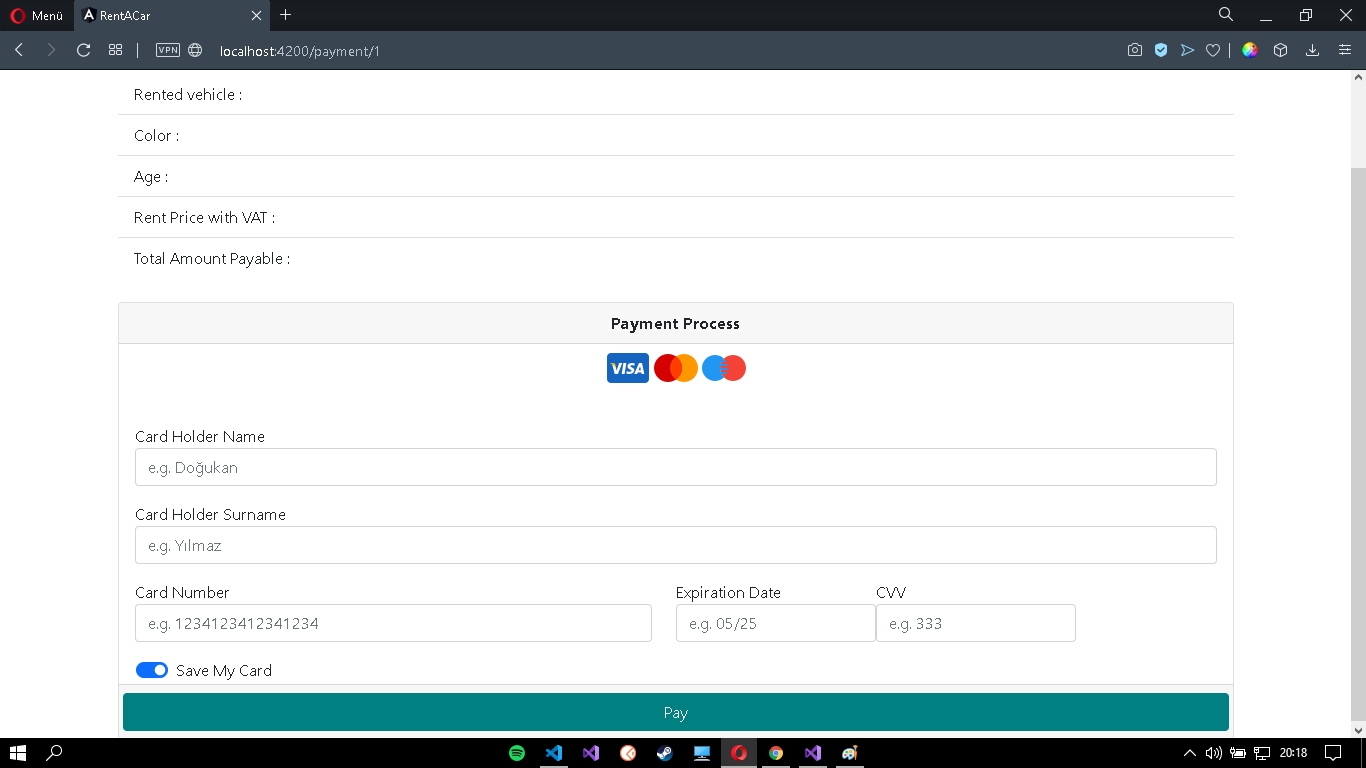 Menü
RentACar
VPN
localhost:4200/payment/1
Rented vehicle :
Color :
Age :
Rent Price with VAT :
Total Amount Payable :
Payment Process
VISA
Card Holder Name
e.g. Doğukan
Card Holder Surname
e.g. Yılmaz
Card Number Expiration Date CVV
e.g. 1234123412341234 e.g. 05/25 e.g. 333
Save My Card
Pay
20:18